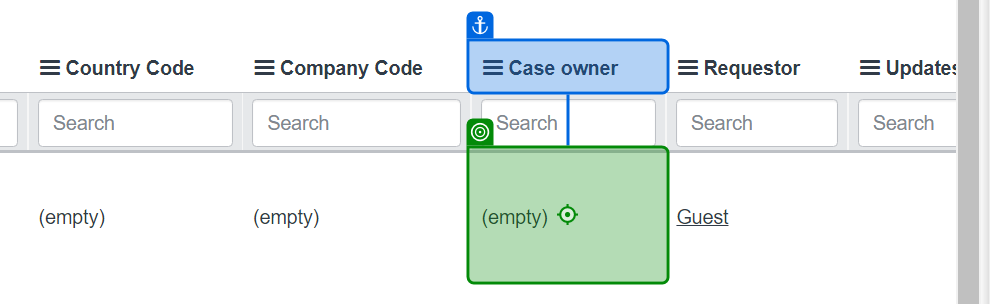 Country Code Company Code Case owner Requestor Updates
Search Search Search Search Search
(empty) (empty) (empty) Guest